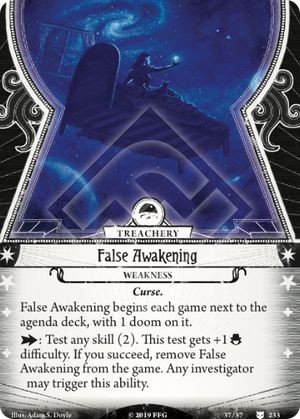 TREACHERY
False Awakening
WEAKNESS
Curse.
False Awakening begins each game next to the
agenda deck, with 1 doom on it.
: Test any skill (2). This test gets +1
difficulty. If you succeed, remove False
Awakening from the game. Any investigator
may trigger this ability.
Illus. Adam S. Doyle
© 2019 FFG
37/37
233